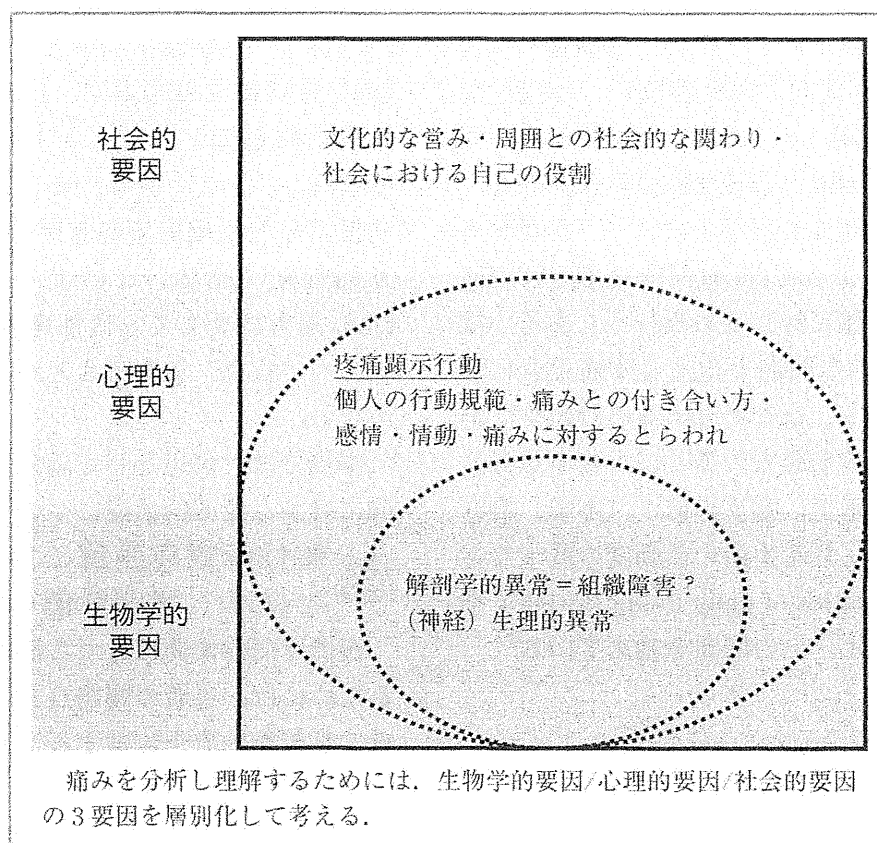 社会的
要因
文化的な営み・周囲との社会的な関わり・
社会における自己の役割
心理的
要因
疼痛顕示行動
個人の行動規範・痛みとの付き合い方・
感情・情動・痛みに対するとらわれ
生物学的
要因
解剖学的異常＝組織障害？
（神経）生理的異常
痛みを分析し理解するためには．生物学的要因/心理的要因/社会的要因
の３要因を層別化して考える．